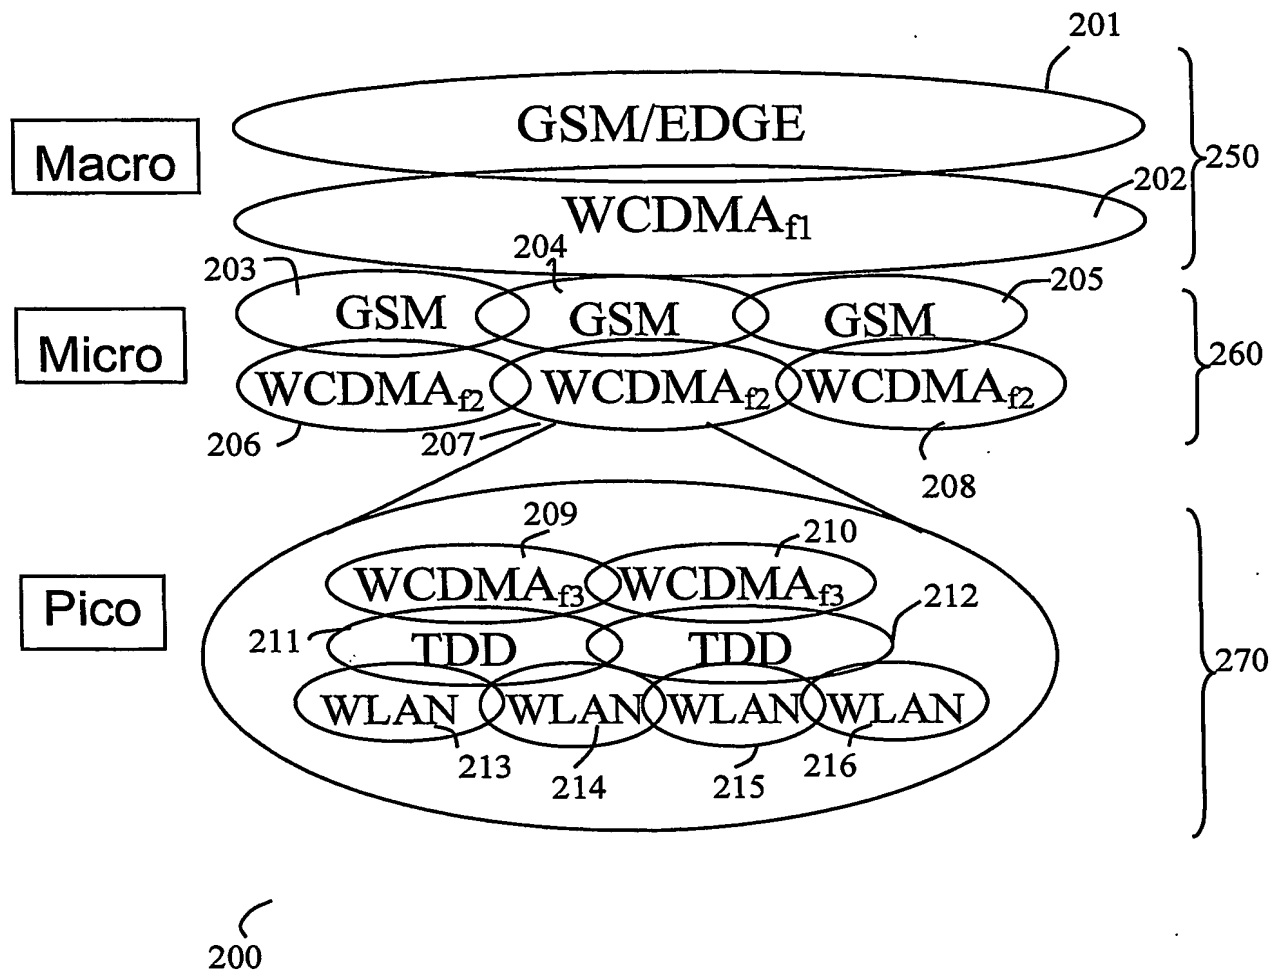 201
GSM/EDGE
Macro
250
202
WCDMAf1
204
203
205
GSM
GSM
GSM
Micro
260
WCDMAf2
WCDMAf2
WCDMAf2
206
207
208
209
210
WCDMAf3
WCDMAf3
Pico
212
211
TDD
TDD
270
WLAN
WLAN
WLAN
WLAN
213
214
215
216
200